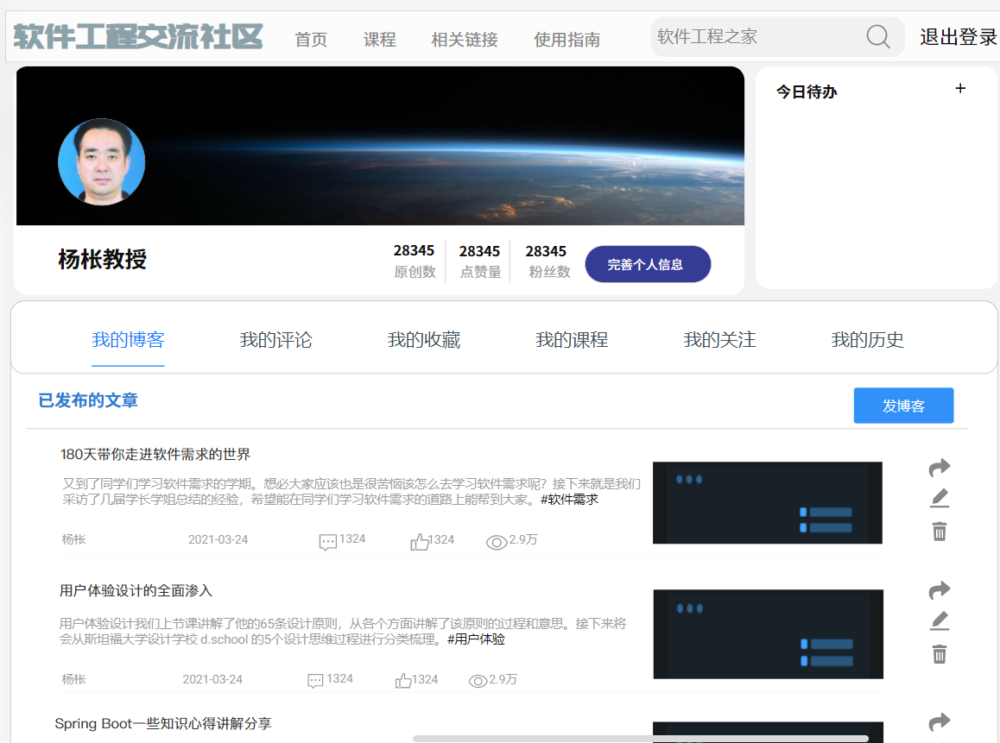 软件工程交流社区 首页 课程 相关链接 使用指南 软件工程之家 退出登录
今日待办 +
杨枨教授
28345 28345 28345
原创数 点赞量 粉丝数
完善个人信息
我的博客 我的评论 我的收藏 我的课程 我的关注 我的历史
已发布的文章
发博客
180天带你走进软件需求的世界
又到了同学们学习软件需求的学期。想必大家应该也是很苦恼该怎么去学习软件需求呢？接下来就是我们
采访了几届学长学姐总结的经验，希望能在同学们学习软件需求的道路上能帮到大家。#软件需求
杨枨 2021-03-24 1324 1324 2.9万
用户体验设计的全面渗入
用户体验设计我们上节课讲解了他的65条设计原则，从各个方面讲解了该原则的过程和意思。接下来将
会从斯坦福大学设计学校 d.school 的5个设计思维过程进行分类梳理。#用户体验
杨枨 2021-03-24 1324 1324 2.9万
Spring Boot一些知识心得讲解分享